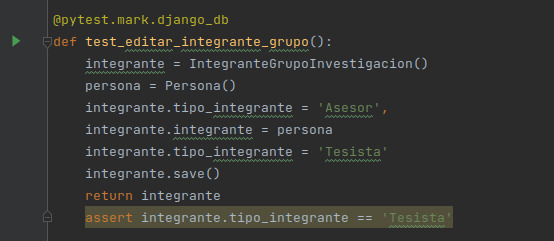 @pytest.mark.django_db
def test_editar_integrante_grupo():
    integrante = IntegranteGrupoInvestigacion()
    persona = Persona()
    integrante.tipo_integrante = 'Asesor',
    integrante.integrante = persona
    integrante.tipo_integrante = 'Tesista'
    integrante.save()
    return integrante
    assert integrante.tipo_integrante == 'Tesista'